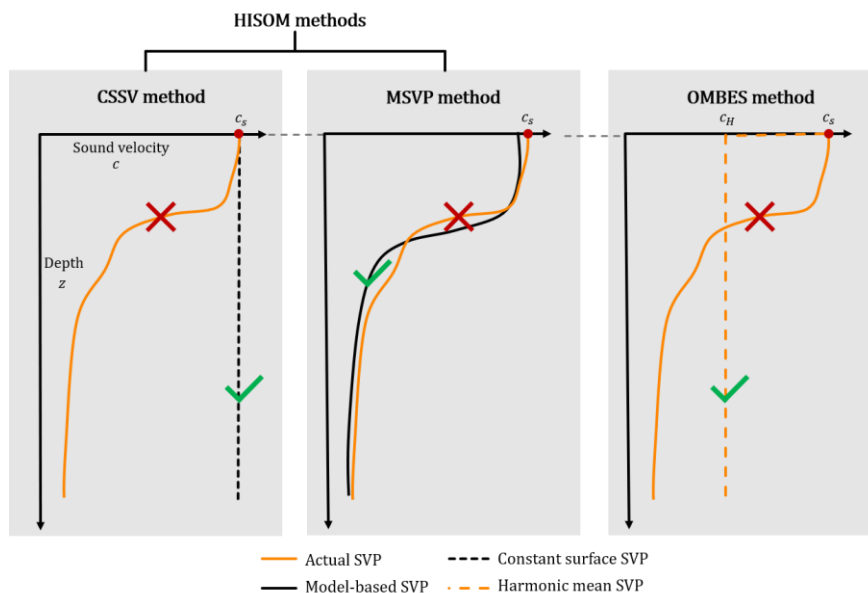 HISOM methods
CSSV method
MSVP method
OMBES method
c_s
c_s
c_H
c_s
Sound velocity
c
Depth
z
Actual SVP
Constant surface SVP
Model-based SVP
Harmonic mean SVP